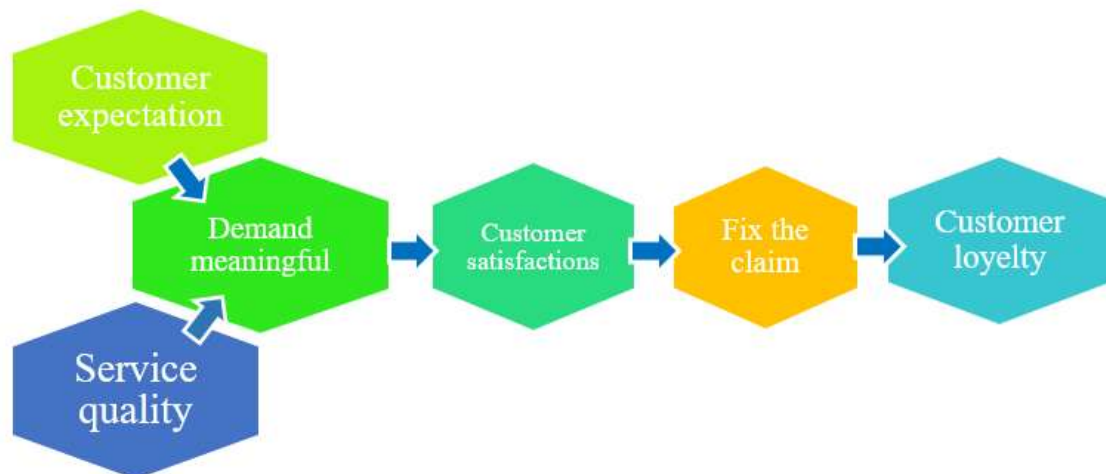 Customer
expectation
Service
quality
Demand
meaningful
Customer
satisfactions
Fix the
claim
Customer
loyelty